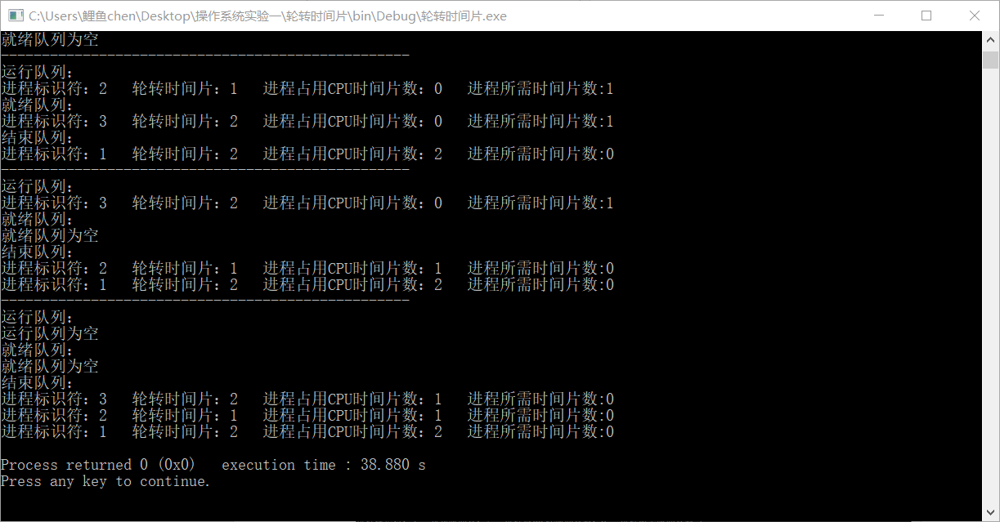 C:\Users\鲤鱼chen\Desktop\操作系统实验一\轮转时间片\bin\Debug\轮转时间片.exe
就绪队列为空
--------------------------------------------------
运行队列:
进程标识符: 2   轮转时间片: 1   进程占用CPU时间片数: 0   进程所需时间片数:1
就绪队列:
进程标识符: 3   轮转时间片: 2   进程占用CPU时间片数: 0   进程所需时间片数:1
结束队列:
进程标识符: 1   轮转时间片: 2   进程占用CPU时间片数: 2   进程所需时间片数:0
--------------------------------------------------
运行队列:
进程标识符: 3   轮转时间片: 2   进程占用CPU时间片数: 0   进程所需时间片数:1
就绪队列:
就绪队列为空
结束队列:
进程标识符: 2   轮转时间片: 1   进程占用CPU时间片数: 1   进程所需时间片数:0
进程标识符: 1   轮转时间片: 2   进程占用CPU时间片数: 2   进程所需时间片数:0
--------------------------------------------------
运行队列:
运行队列为空
就绪队列:
就绪队列为空
结束队列:
进程标识符: 3   轮转时间片: 2   进程占用CPU时间片数: 1   进程所需时间片数:0
进程标识符: 2   轮转时间片: 1   进程占用CPU时间片数: 1   进程所需时间片数:0
进程标识符: 1   轮转时间片: 2   进程占用CPU时间片数: 2   进程所需时间片数:0
Process returned 0 (0x0)   execution time : 38.880 s
Press any key to continue.